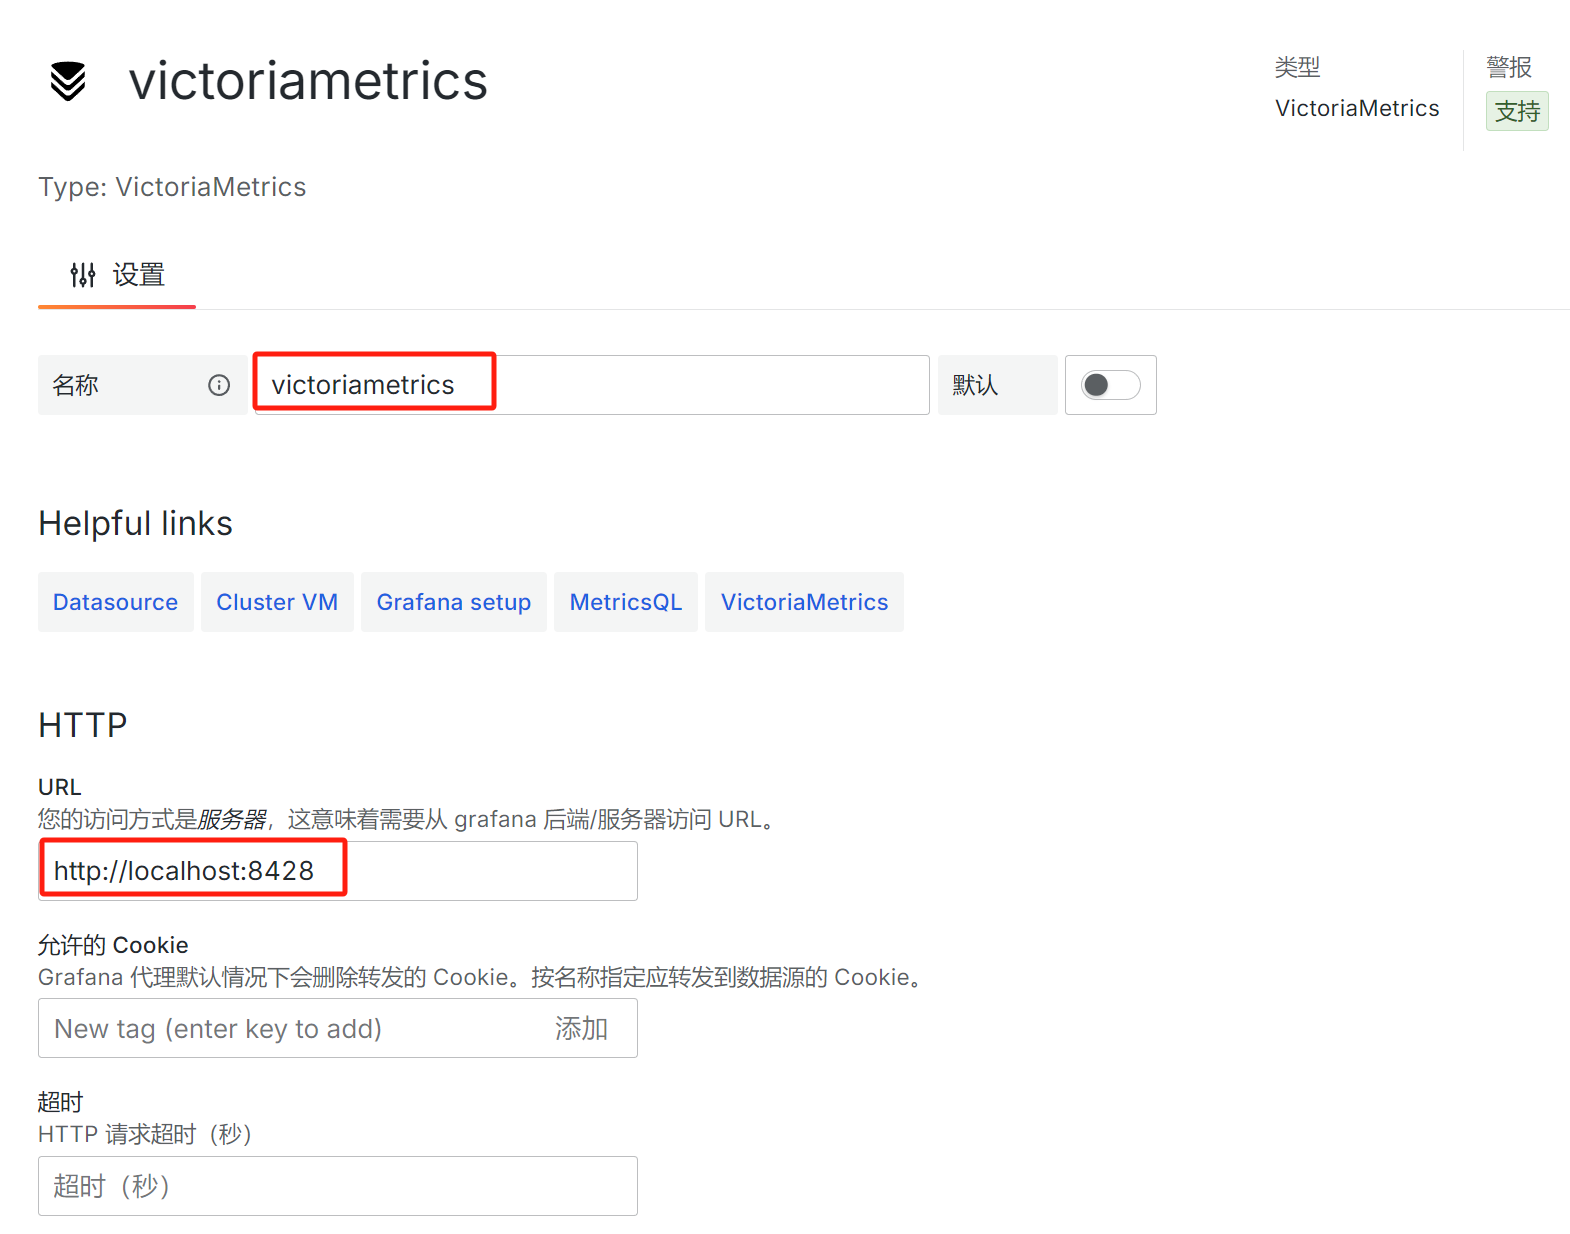 victoriametrics
类型
VictoriaMetrics
警报
支持
Type: VictoriaMetrics
设置
名称
victoriametrics
默认
Helpful links
Datasource
Cluster VM
Grafana setup
MetricsQL
VictoriaMetrics
HTTP
URL
您的访问方式是服务器，这意味着需要从 grafana 后端/服务器访问 URL。
http://localhost:8428
允许的 Cookie
Grafana 代理默认情况下会删除转发的 Cookie。按名称指定应转发到数据源的 Cookie。
New tag (enter key to add) 添加
超时
HTTP 请求超时（秒）
超时（秒）